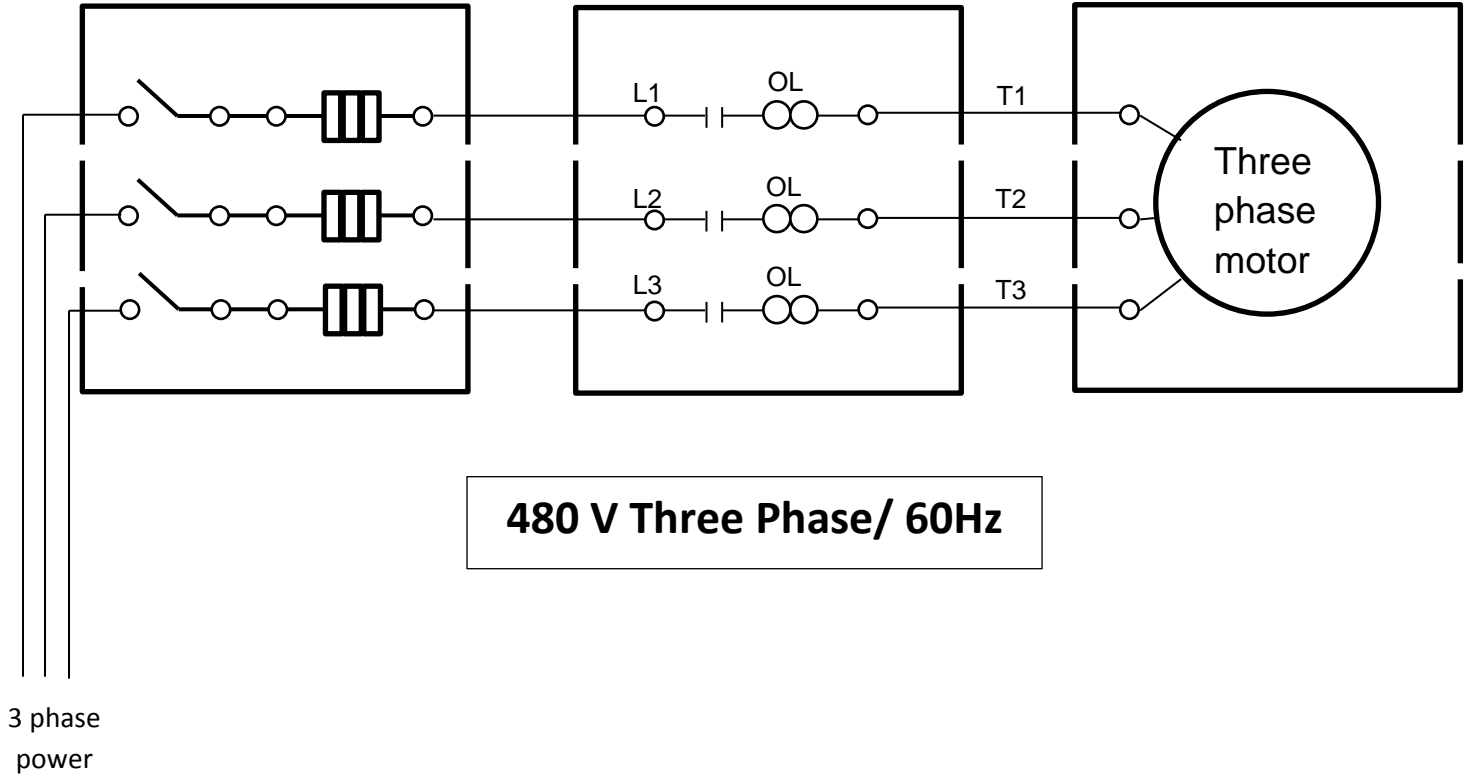 L1
OL
T1
L2
OL
T2
L3
OL
T3
Three
phase
motor
480 V Three Phase/ 60Hz
3 phase
power